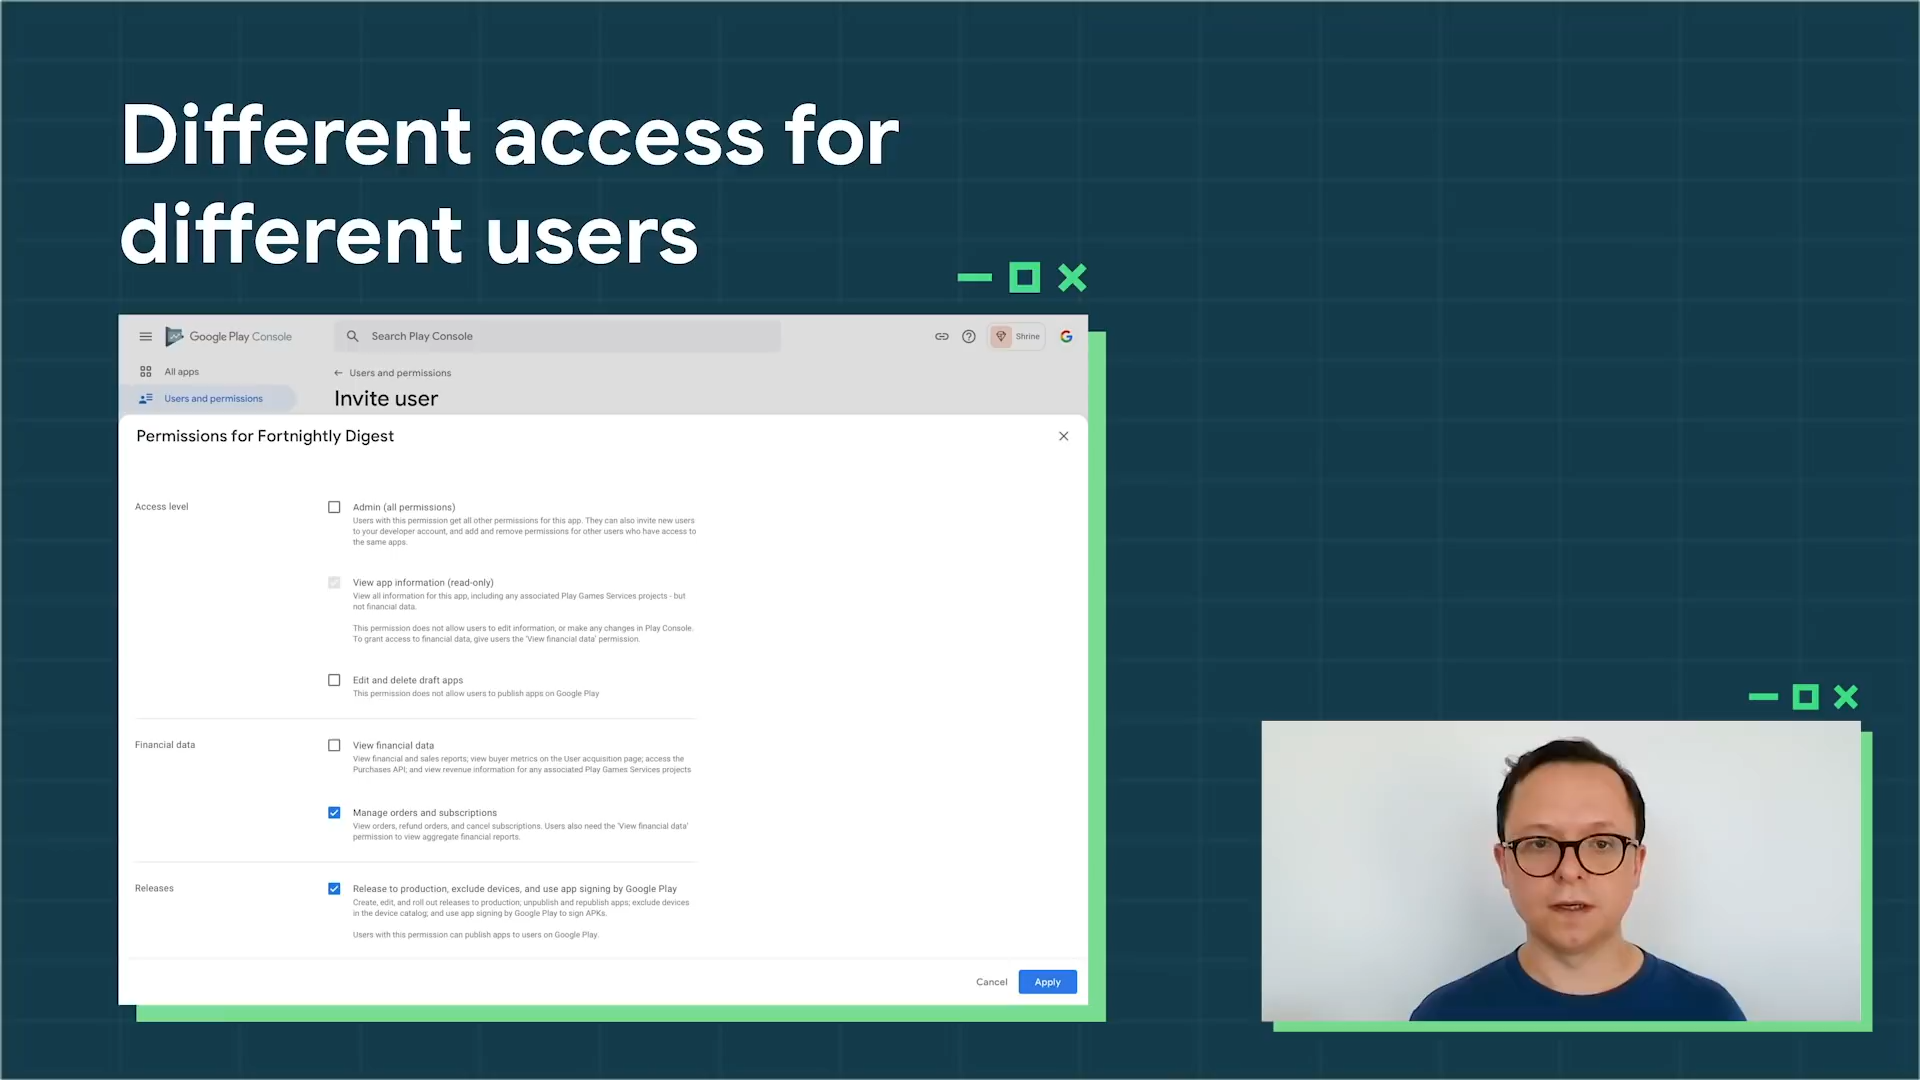 Different access for
different users
Google Play Console
Search Play Console
Shrine
All apps
Users and permissions
Users and permissions
Invite user
Permissions for Fortnightly Digest
Access level
Admin (all permissions)
Users with this permission get all other permissions for this app. They can also invite new users
to your developer account, and add and remove permissions for other users who have access to
the same apps.
View app information (read-only)
View all information for this app, including any associated Play Games Services projects - but
not financial data.
This permission does not allow users to edit information, or make any changes in Play Console.
To grant access to financial data, give users the 'View financial data' permission.
Edit and delete draft apps
This permission does not allow users to publish apps on Google Play
Financial data
View financial data
View financial and sales reports; view buyer metrics on the User acquisition page; access the
Purchases API; and view revenue information for any associated Play Games Services projects
Manage orders and subscriptions
View orders, refund orders, and cancel subscriptions. Users also need the 'View financial data'
permission to view aggregate financial reports.
Releases
Release to production, exclude devices, and use app signing by Google Play
Create, edit, and roll out releases to production; unpublish and republish apps; exclude devices
in the device catalog; and use app signing by Google Play to sign APKs.
Users with this permission can publish apps to users on Google Play.
Cancel
Apply